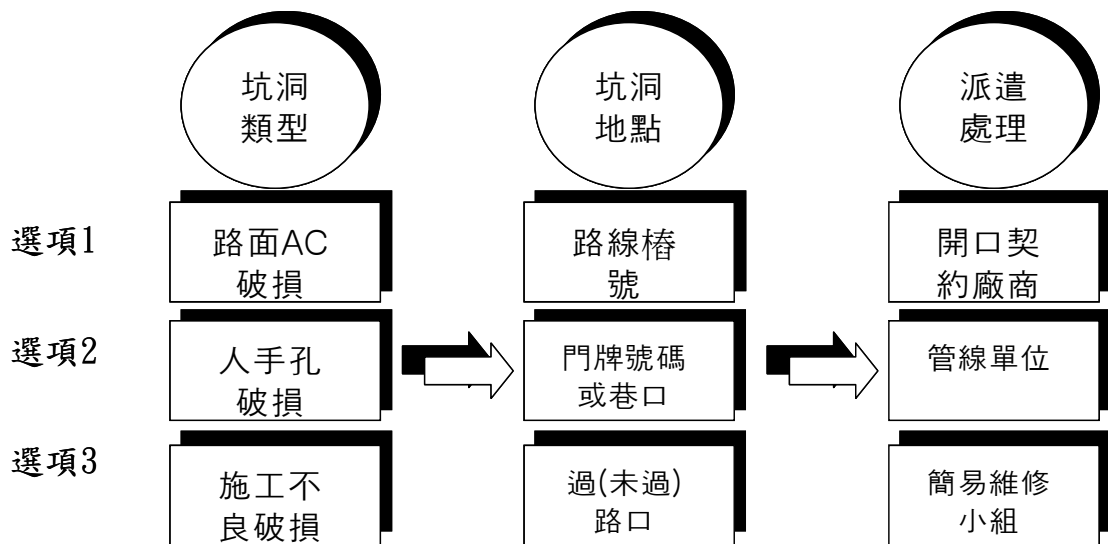 坑洞
類型
坑洞
地點
派遣
處理
選項1
路面AC
破損
路線樁
號
開口契
約廠商
選項2
人手孔
破損
門牌號碼
或巷口
管線單位
選項3
施工不
良破損
過(未過)
路口
簡易維修
小組